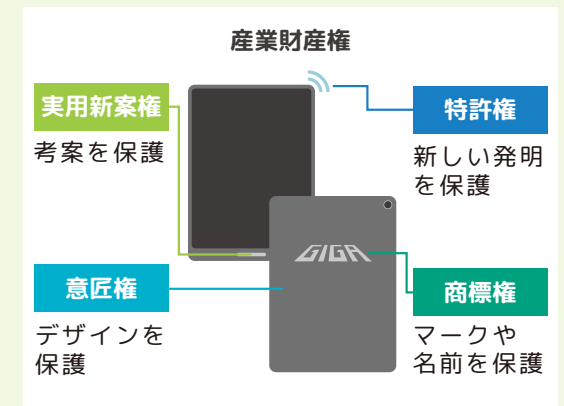 産業財産権
実用新案権
考案を保護
特許権
新しい発明
を保護
GIGA
意匠権
デザインを
保護
商標権
マークや
名前を保護